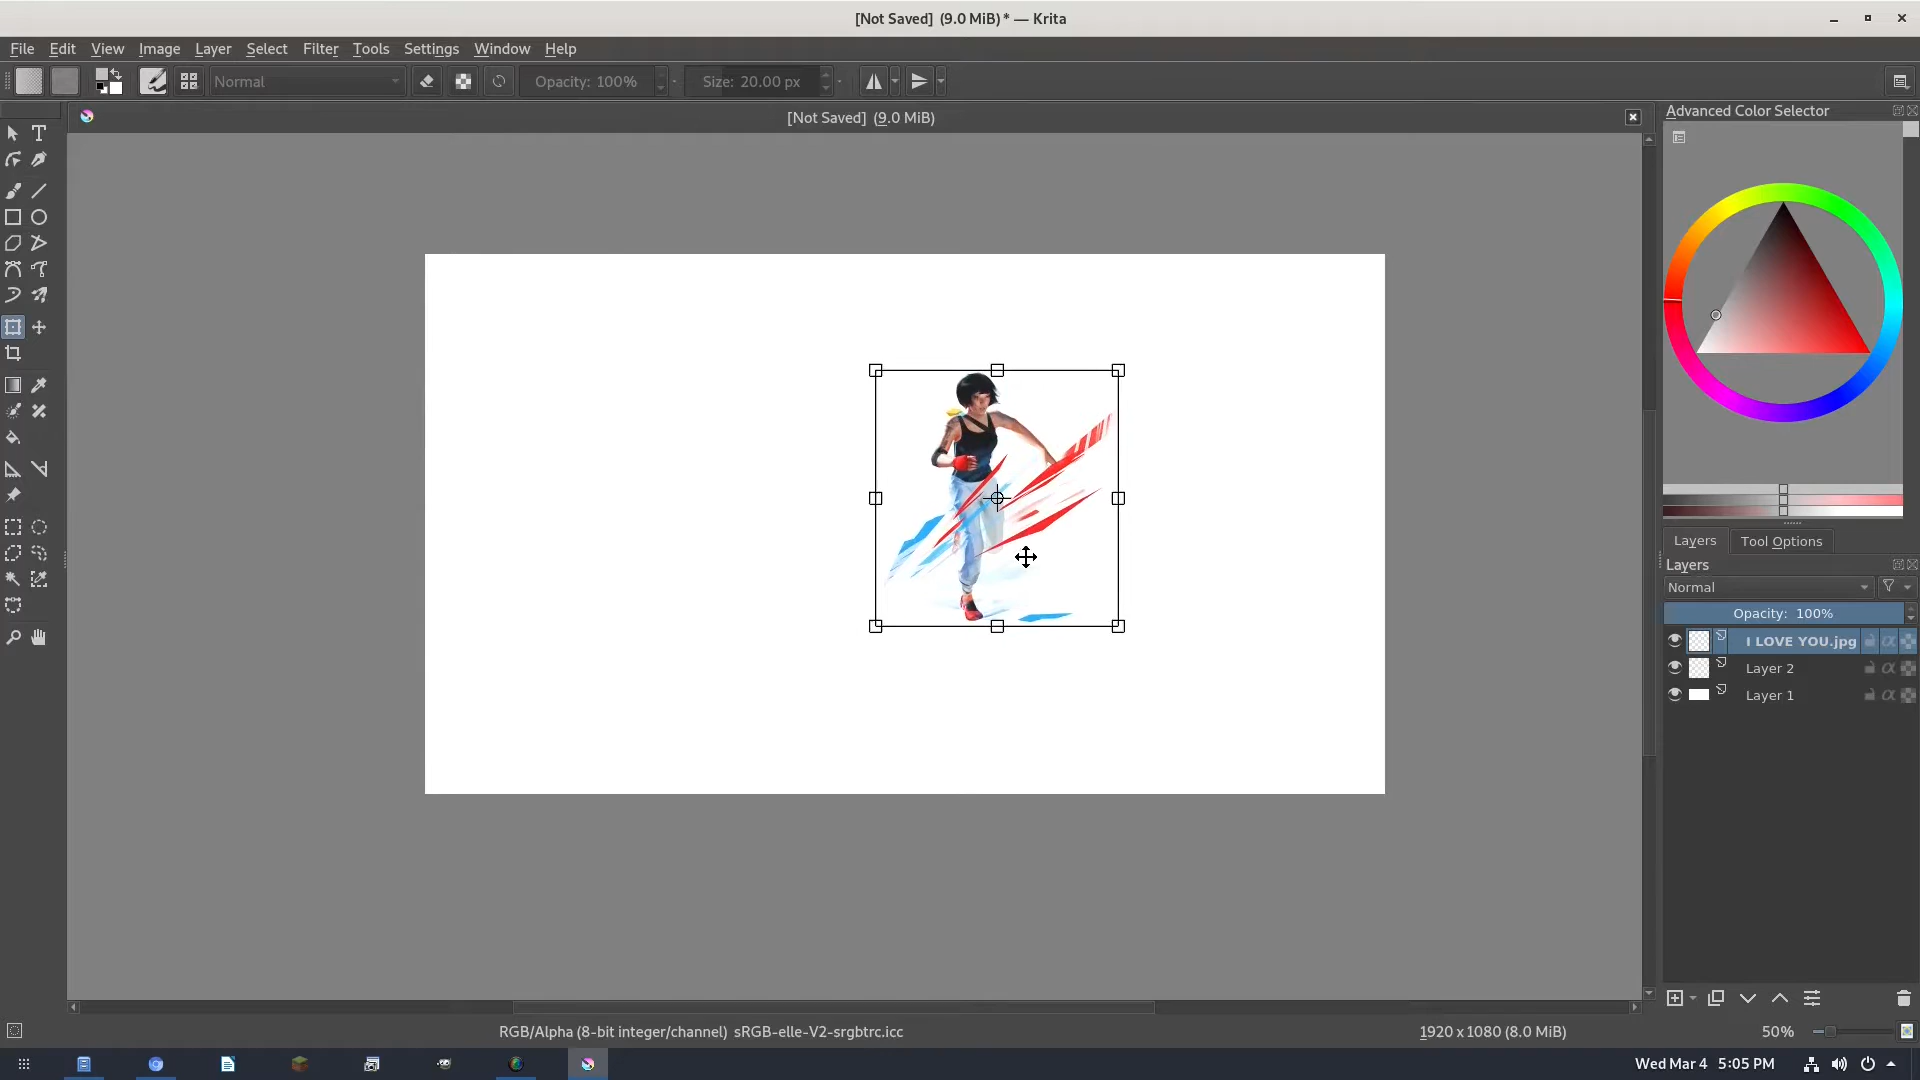 [Not Saved] (9.0 MiB)* — Krita
File Edit View Image Layer Select Filter Tools Settings Window Help
Normal Opacity: 100% Size: 20.00 px
[Not Saved] (9.0 MiB)
Advanced Color Selector
Layers Tool Options
Layers
Normal
Opacity: 100%
I LOVE YOU.jpg
Layer 2
Layer 1
RGB/Alpha (8-bit integer/channel) sRGB-elle-V2-srgbtrc.icc 1920 x 1080 (8.0 MiB) 50%
Wed Mar 4 5:05 PM